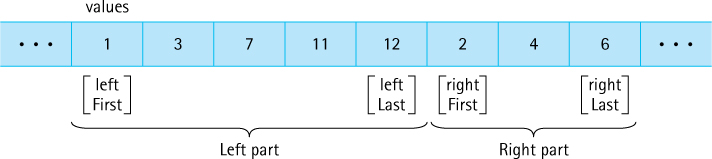 values
••• 1 3 7 11 12 2 4 6 •••
[left First] [left Last] [right First] [right Last]
Left part Right part